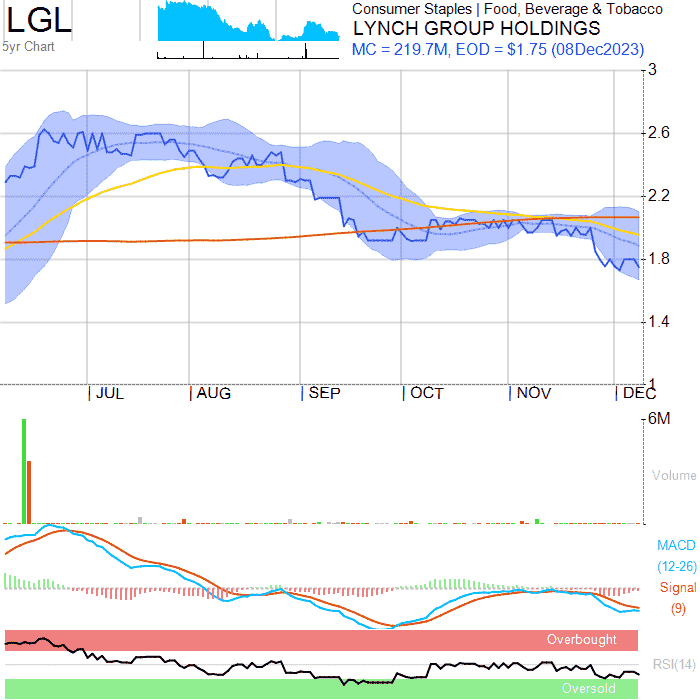 LGL
5yr Chart
Consumer Staples | Food, Beverage & Tobacco
LYNCH GROUP HOLDINGS
MC = 219.7M, EOD = $1.75 (08Dec2023)
3
2.6
2.2
1.8
1.4
1
JUL AUG SEP OCT NOV DEC
6M
Volume
MACD
(12-26)
Signal
(9)
Overbought
RSI(14)
Oversold